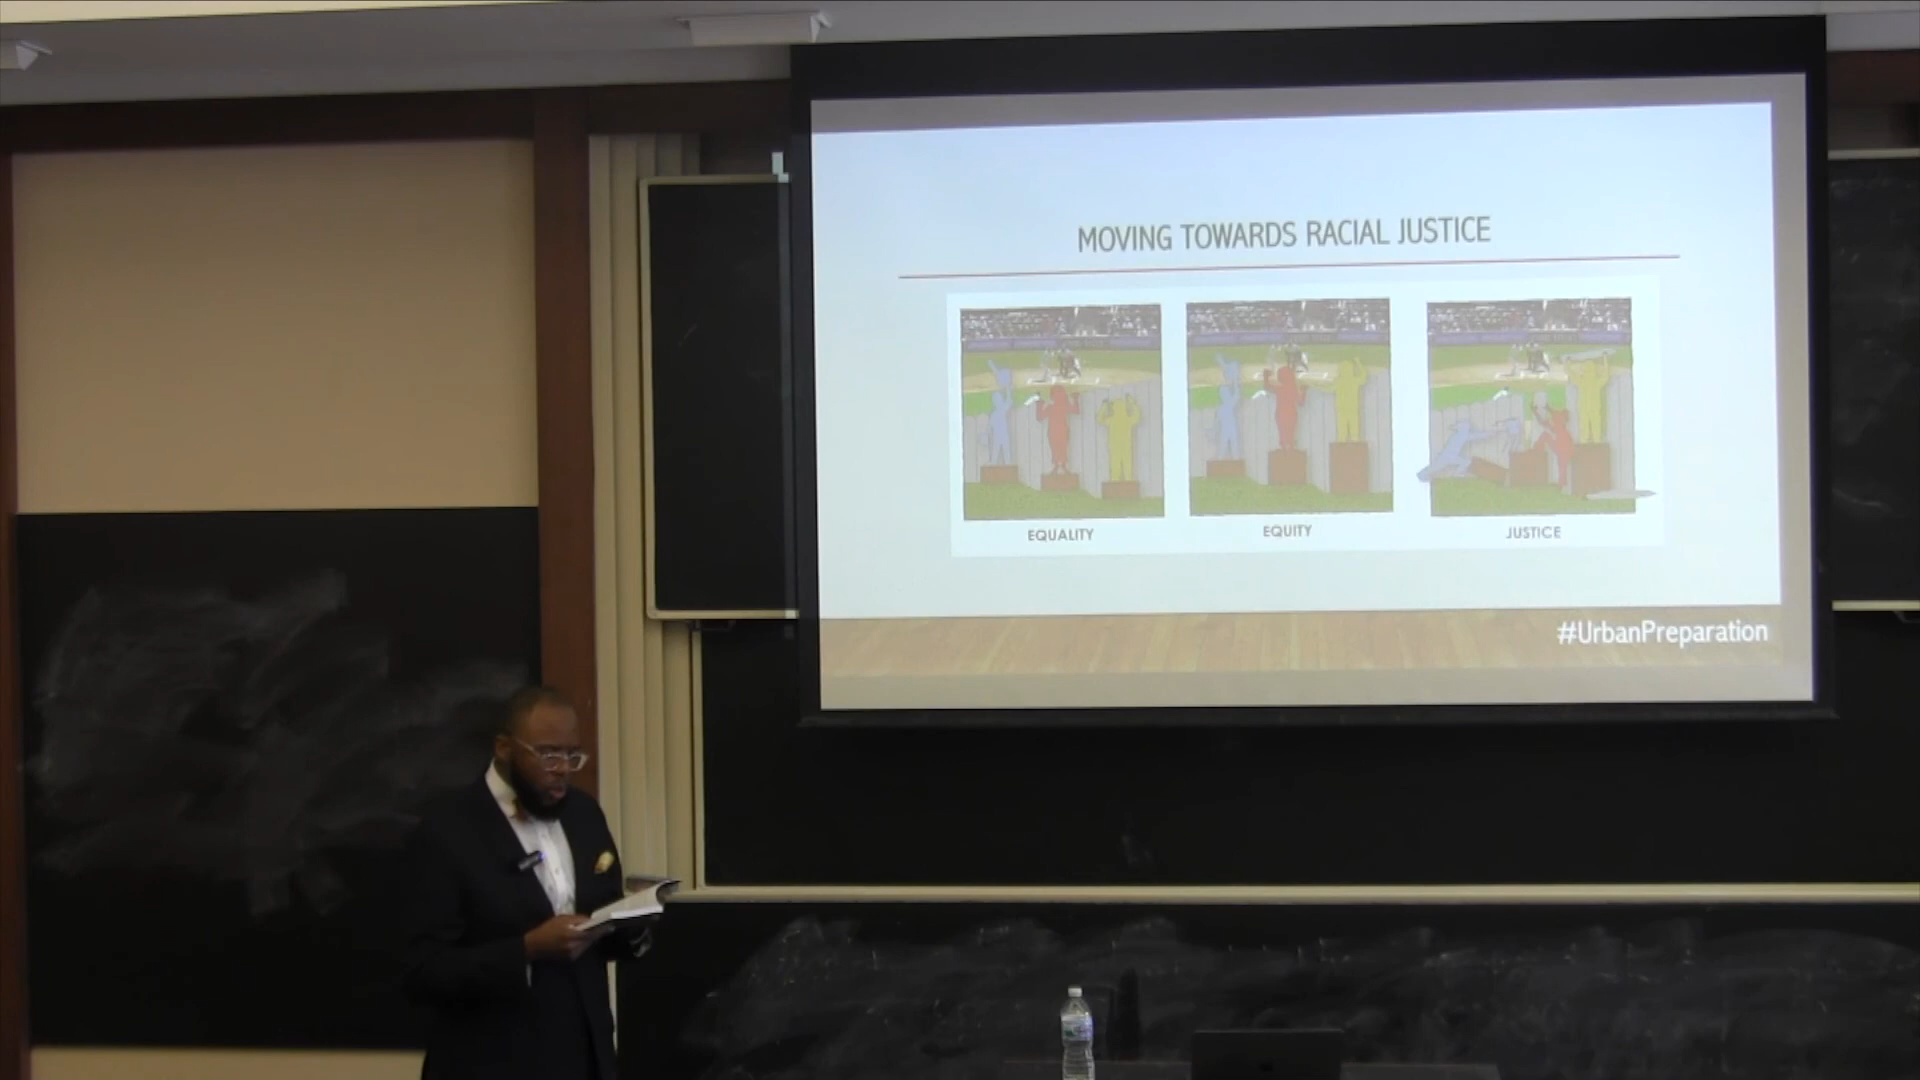 MOVING TOWARDS RACIAL JUSTICE
EQUALITY
EQUITY
JUSTICE
#UrbanPreparation